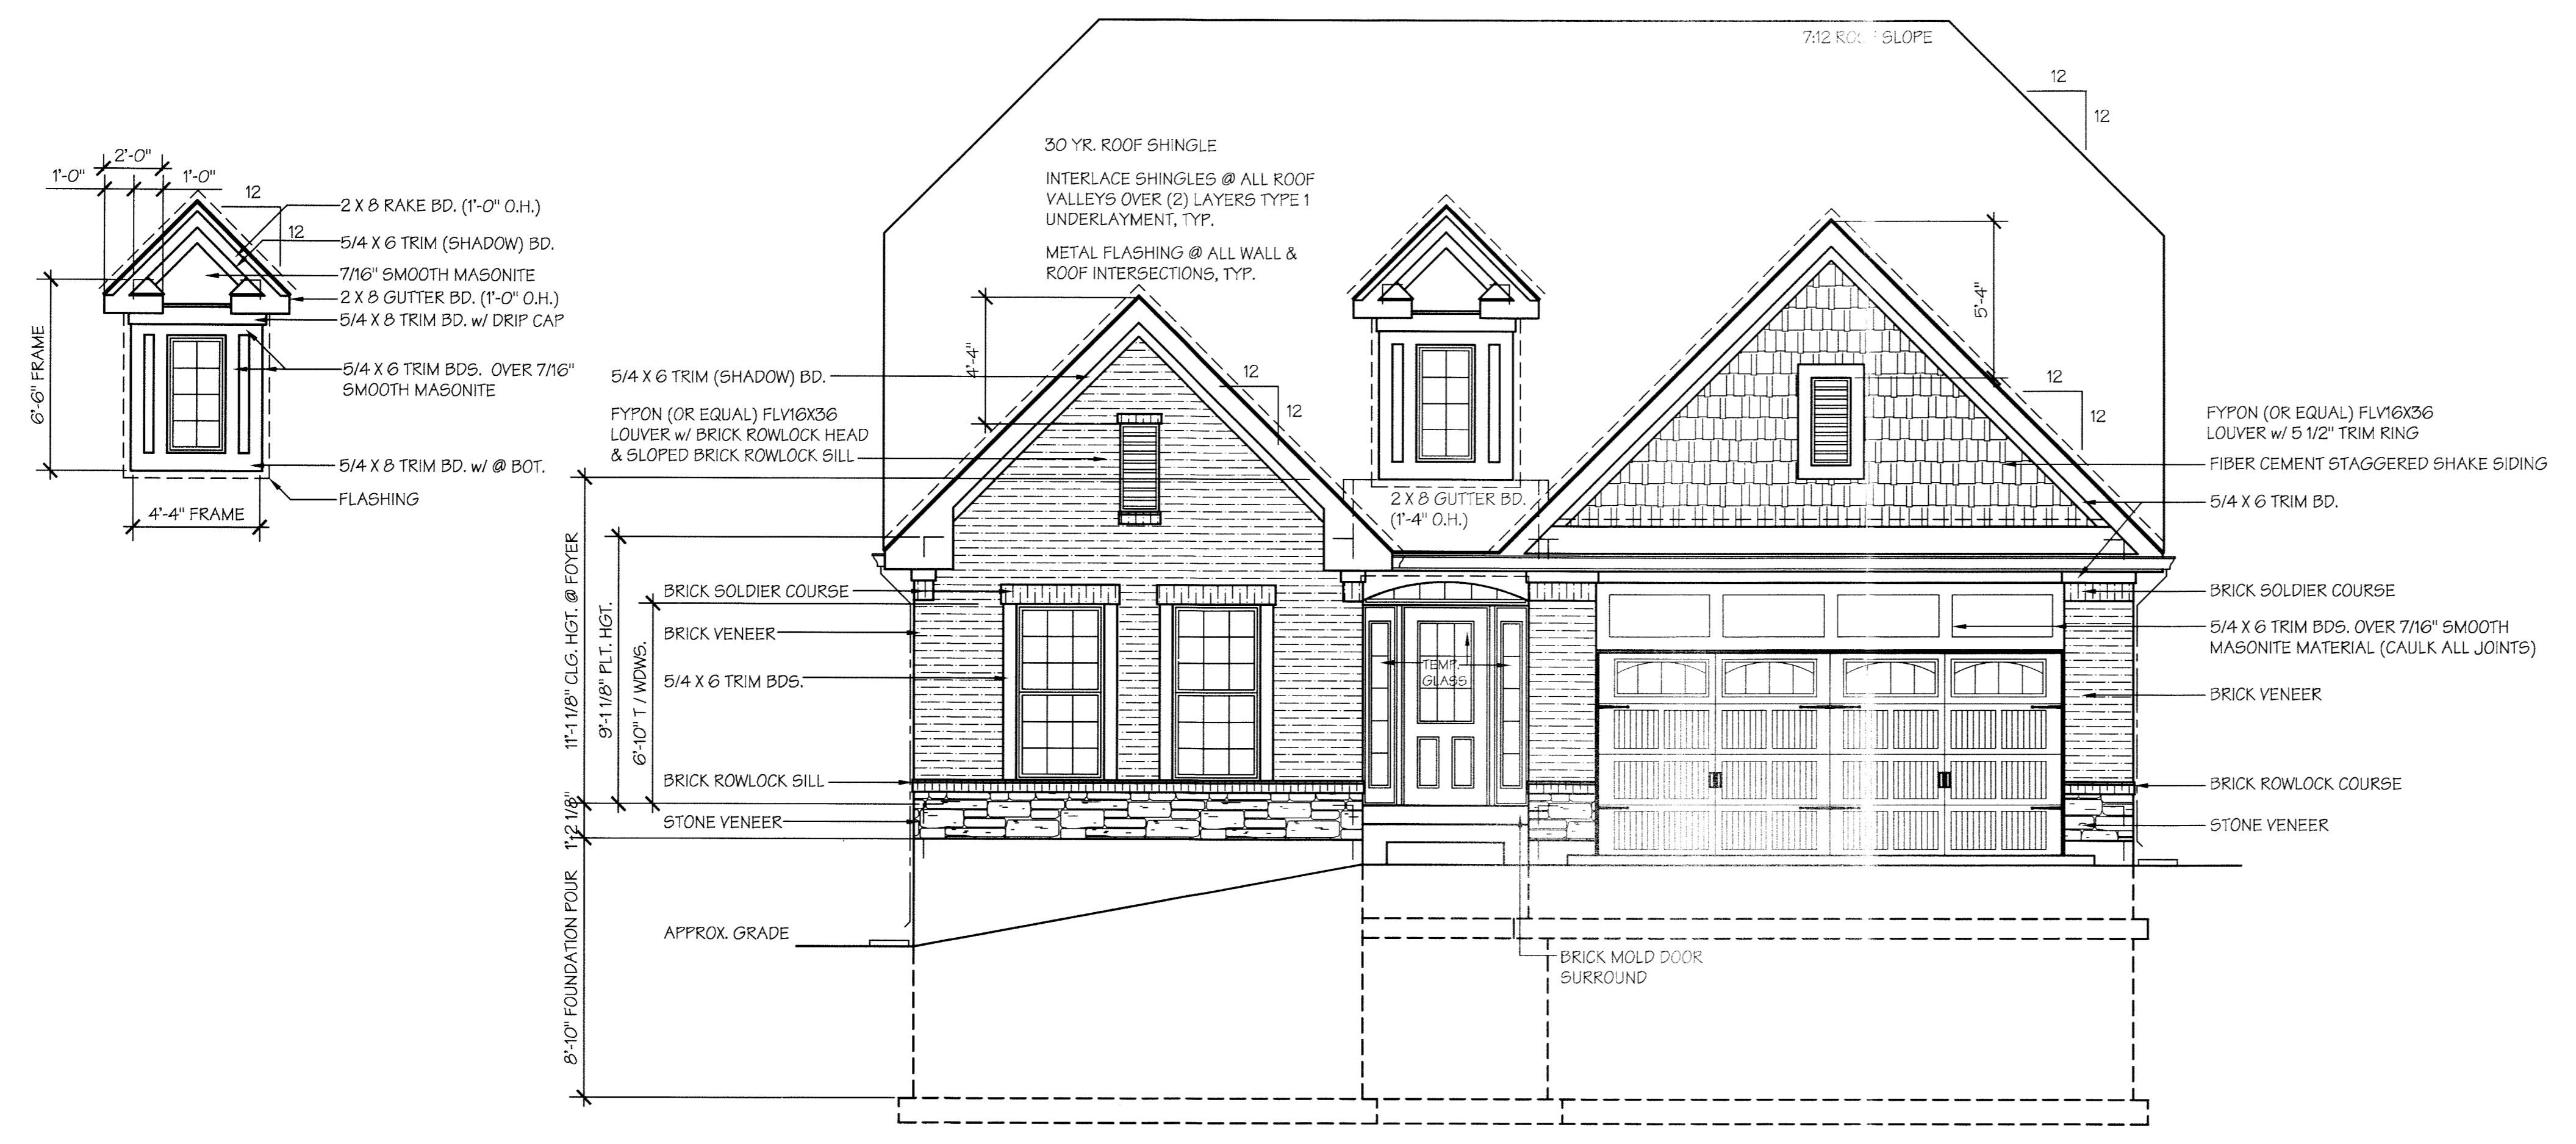 7:12 ROOF SLOPE
12
12
30 YR. ROOF SHINGLE
INTERLACE SHINGLES @ ALL ROOF
VALLEYS OVER (2) LAYERS TYPE 1
UNDERLAYMENT, TYP.
METAL FLASHING @ ALL WALL &
ROOF INTERSECTIONS, TYP.
2'-0"
1'-0"
1'-0"
12
12
2 X 8 RAKE BD. (1'-0" O.H.)
5/4 X 6 TRIM (SHADOW) BD.
7/16" SMOOTH MASONITE
2 X 8 GUTTER BD. (1'-0" O.H.)
5/4 X 8 TRIM BD. w/ DRIP CAP
5/4 X 6 TRIM BDS. OVER 7/16"
SMOOTH MASONITE
5/4 X 8 TRIM BD. w/ @ BOT.
FLASHING
6'-6" FRAME
4'-4" FRAME
4'-4"
5'-4"
12
12
12
12
5/4 X 6 TRIM (SHADOW) BD.
FYPON (OR EQUAL) FLV16X36
LOUVER w/ BRICK ROWLOCK HEAD
& SLOPED BRICK ROWLOCK SILL
2 X 8 GUTTER BD.
(1'-4" O.H.)
FYPON (OR EQUAL) FLV16X36
LOUVER w/ 5 1/2" TRIM RING
FIBER CEMENT STAGGERED SHAKE SIDING
5/4 X 6 TRIM BD.
11'-1 1/8" CLG. HGT. @ FOYER
9'-1 1/8" PLT. HGT.
6'-10" T / WDWS.
1'-2 1/8"
8'-10" FOUNDATION POUR
BRICK SOLDIER COURSE
BRICK VENEER
5/4 X 6 TRIM BDS.
BRICK ROWLOCK SILL
STONE VENEER
TEMP.
GLASS
BRICK SOLDIER COURSE
5/4 X 6 TRIM BDS. OVER 7/16" SMOOTH
MASONITE MATERIAL (CAULK ALL JOINTS)
BRICK VENEER
BRICK ROWLOCK COURSE
STONE VENEER
APPROX. GRADE
BRICK MOLD DOOR
SURROUND